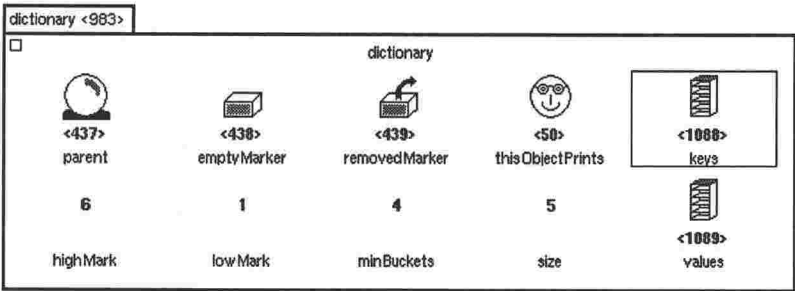 dictionary <983>
dictionary
<437> <438> <439> <50> <1088>
parent emptyMarker removedMarker thisObjectPrints keys
6 1 4 5
<1089>
highMark lowMark minBuckets size values